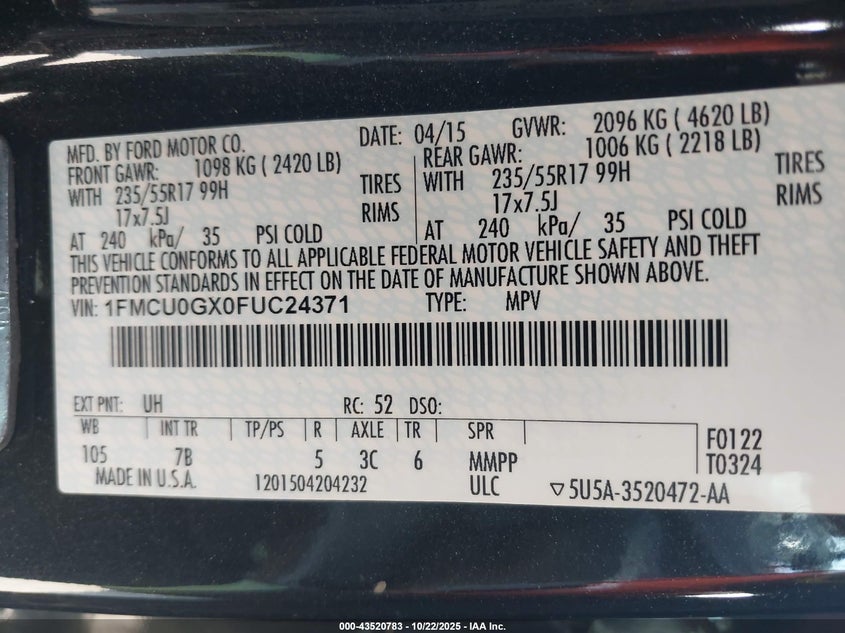 MFD. BY FORD MOTOR CO. DATE: 04/15 GVWR: 2096 KG ( 4620 LB)
FRONT GAWR: 1098 KG ( 2420 LB) REAR GAWR: 1006 KG ( 2218 LB)
WITH 235/55R17 99H TIRES WITH 235/55R17 99H TIRES
17x7.5J RIMS 17x7.5J RIMS
AT 240 kPa/ 35 PSI COLD AT 240 kPa/ 35 PSI COLD
THIS VEHICLE CONFORMS TO ALL APPLICABLE FEDERAL MOTOR VEHICLE SAFETY AND THEFT
PREVENTION STANDARDS IN EFFECT ON THE DATE OF MANUFACTURE SHOWN ABOVE.
VIN: 1FMCU0GX0FUC24371 TYPE: MPV
EXT PNT: UH RC: 52 DSO:
WB INT TR TP/PS R AXLE TR SPR F0122
105 7B 5 3C 6 MMPP T0324
MADE IN U.S.A. 1201504204232 ULC ▽5U5A-3520472-AA
000-43520783 - 10/22/2025 - IAA Inc.